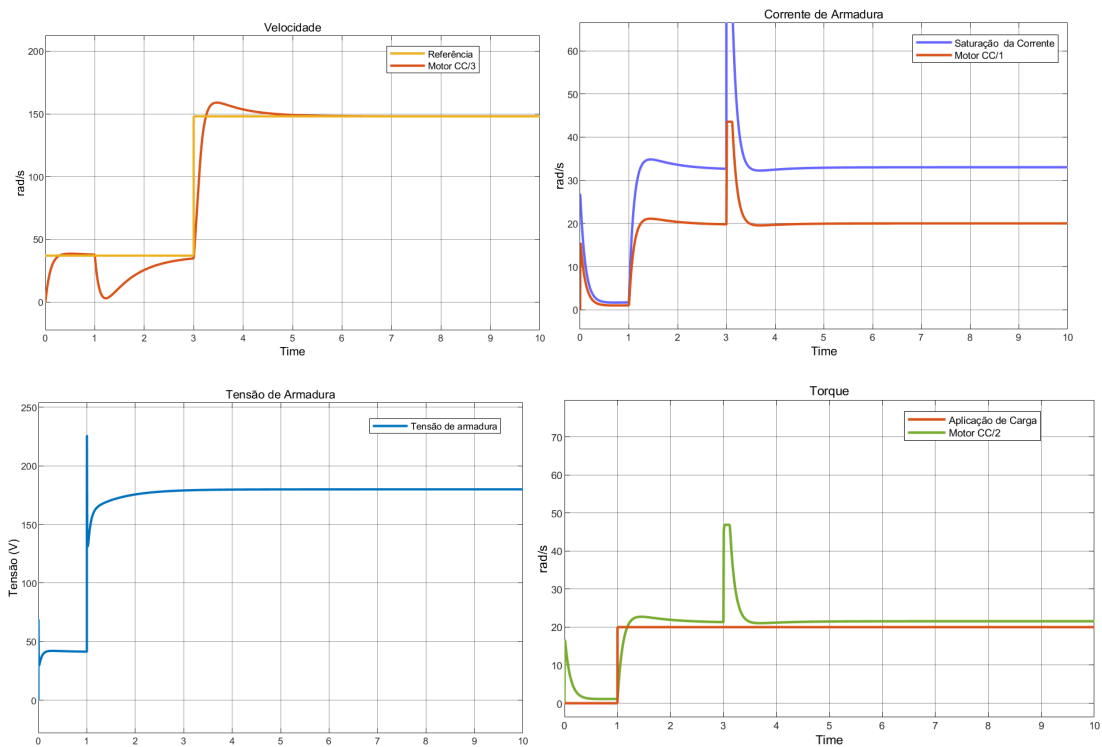 Velocidade
Referência
Motor CC/3
rad/s
200
150
100
50
0
0 1 2 3 4 5 6 7 8 9 10
Time
Corrente de Armadura
Saturação da Corrente
Motor CC/1
rad/s
60
50
40
30
20
10
0
0 1 2 3 4 5 6 7 8 9 10
Time
Tensão de Armadura
Tensão de armadura
Tensão (V)
250
200
150
100
50
0
0 1 2 3 4 5 6 7 8 9 10
Torque
Aplicação de Carga
Motor CC/2
rad/s
70
60
50
40
30
20
10
0
0 1 2 3 4 5 6 7 8 9 10
Time